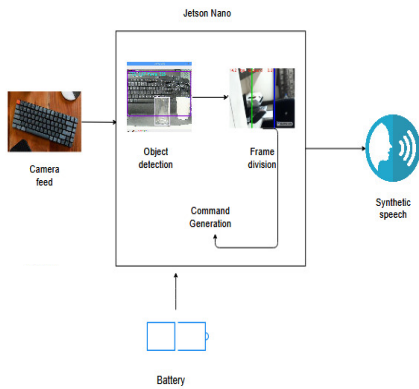 Jetson Nano
Camera
feed
Object
detection
Frame
division
Command
Generation
Synthetic
speech
Battery